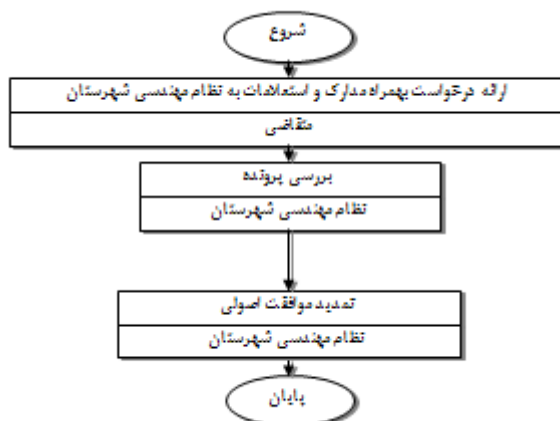 شروع
ارائه درخواست بهمراه مدارک و استعلامات به نظام مهندسی شهرستان
متقاضی
بررسی پرونده
نظام مهندسی شهرستان
تمدید موافقت اصولی
نظام مهندسی شهرستان
پایان